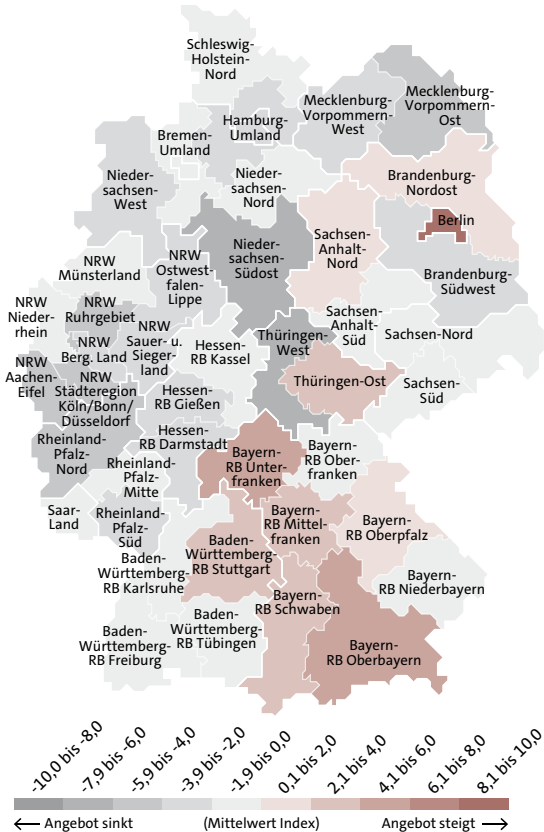 Schleswig-
Holstein-
Nord
Mecklenburg-
Vorpommern-
Ost
Mecklenburg-
Vorpommern-
West
Hamburg-
Umland
Bremen-
Umland
Nieder-
sachsen-
West
Nieder-
sachsen-
Nord
Brandenburg-
Nordost
Berlin
Sachsen-
Anhalt-
Nord
Nieder-
sachsen-
Südost
NRW
Münsterland
NRW
Ostwest-
falen-
Lippe
Brandenburg-
Südwest
NRW
Nieder-
rhein
NRW
Ruhrgebiet
NRW
Sauer- u.
Sieger-
land
NRW
Berg. Land
Hessen-
RB Kassel
Thüringen-
West
Sachsen-
Anhalt-
Süd
Sachsen-Nord
NRW
Aachen-
Eifel
NRW
Städteregion
Köln/Bonn/
Düsseldorf
Hessen-
RB Gießen
Thüringen-Ost
Sachsen-
Süd
Rheinland-
Pfalz-
Nord
Hessen-
RB Darmstadt
Bayern-
RB Unter-
franken
Bayern-
RB Ober-
franken
Rheinland-
Pfalz-
Mitte
Saar-
Land
Rheinland-
Pfalz-
Süd
Bayern-
RB Mittel-
franken
Bayern-
RB Oberpfalz
Baden-
Württemberg-
RB Stuttgart
Baden-
Württemberg-
RB Karlsruhe
Bayern-
RB Niederbayern
Bayern-
RB Schwaben
Baden-
Württemberg-
RB Tübingen
Baden-
Württemberg-
RB Freiburg
Bayern-
RB Oberbayern
-10,0 bis -8,0
-7,9 bis -6,0
-5,9 bis -4,0
-3,9 bis -2,0
-1,9 bis 0,0
0,1 bis 2,0
2,1 bis 4,0
4,1 bis 6,0
6,1 bis 8,0
8,1 bis 10,0
Angebot sinkt
(Mittelwert Index)
Angebot steigt